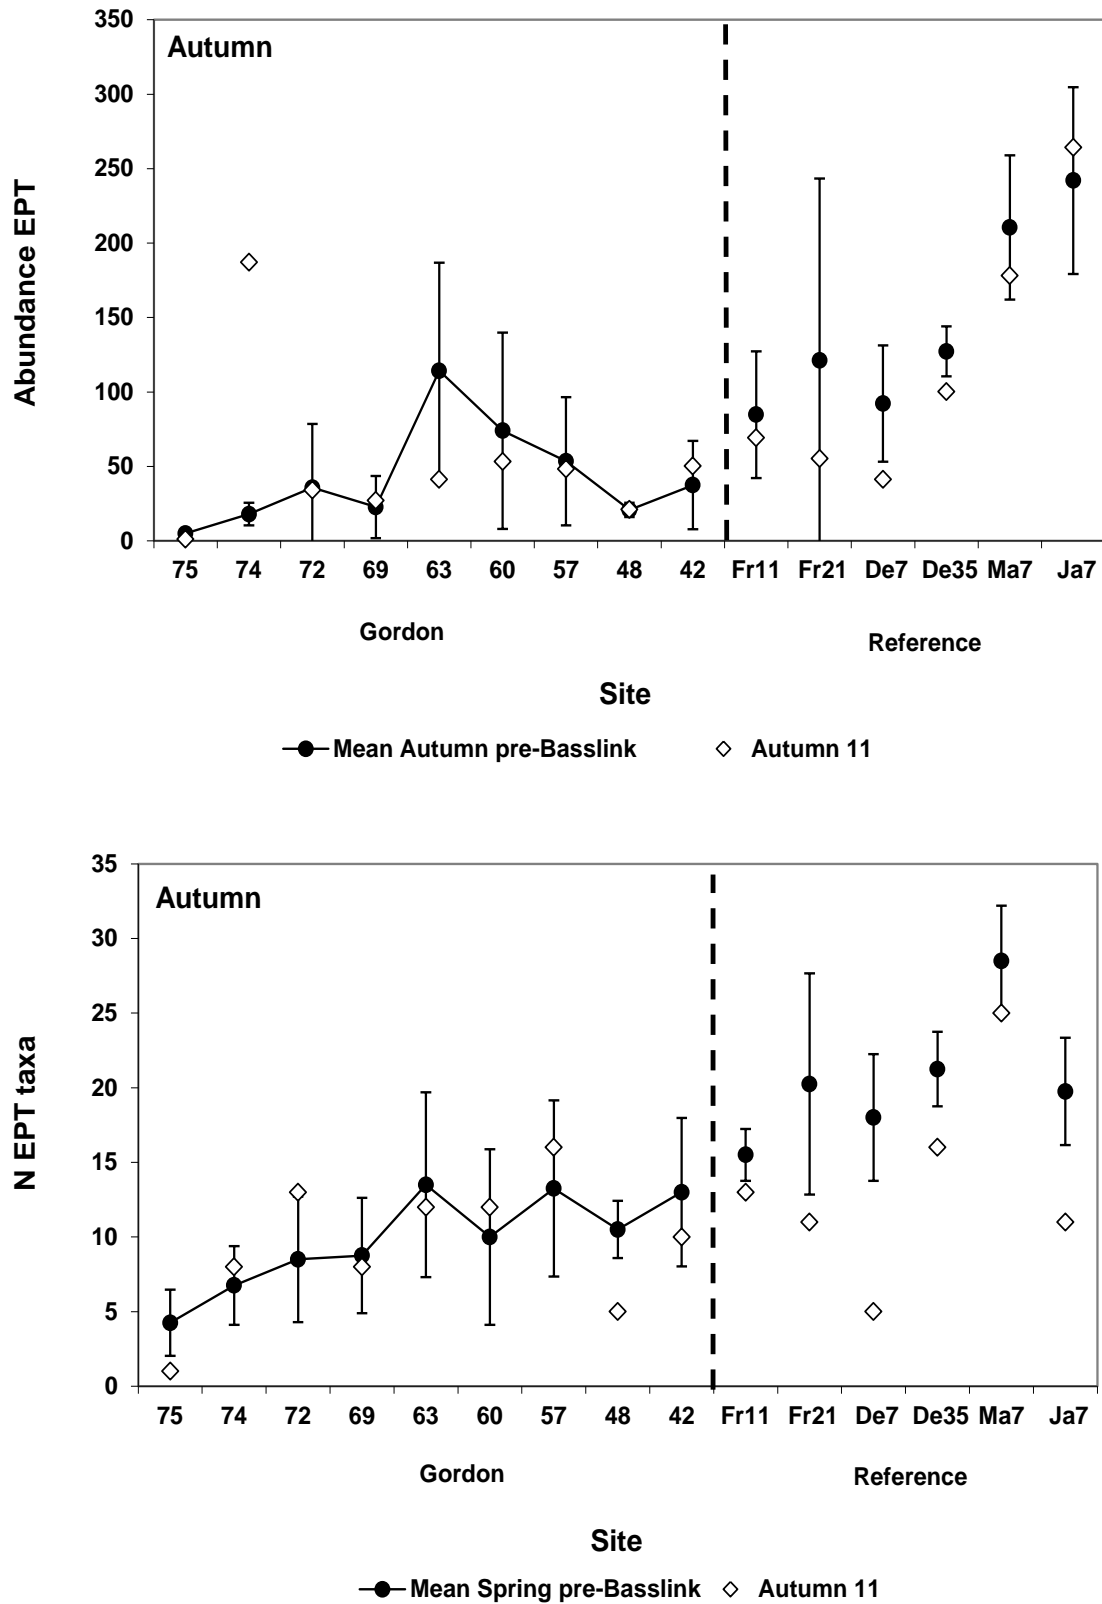 Autumn
Abundance EPT
350
300
250
200
150
100
50
0
75 74 72 69 63 60 57 48 42 Fr11 Fr21 De7 De35 Ma7 Ja7
Gordon
Reference
Site
Mean Autumn pre-Basslink
Autumn 11
Autumn
N EPT taxa
35
30
25
20
15
10
5
0
75 74 72 69 63 60 57 48 42 Fr11 Fr21 De7 De35 Ma7 Ja7
Gordon
Reference
Site
Mean Spring pre-Basslink
Autumn 11